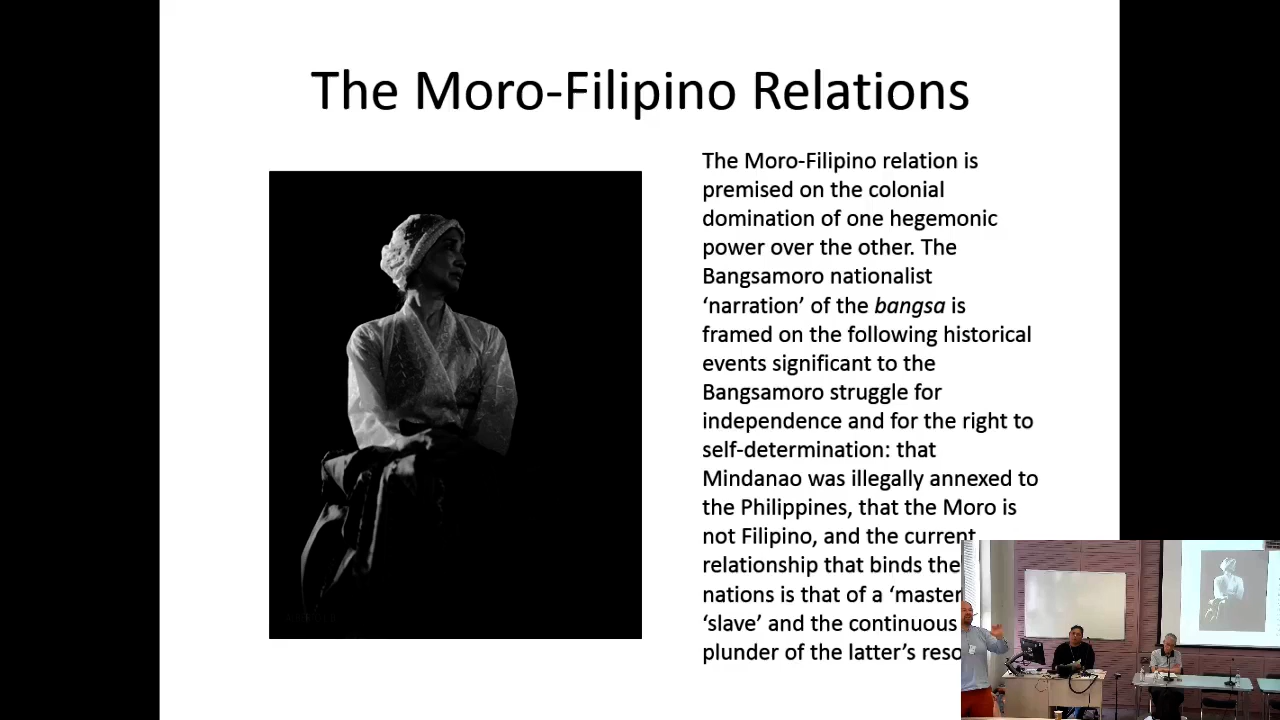 The Moro-Filipino Relations
The Moro-Filipino relation is
premised on the colonial
domination of one hegemonic
power over the other. The
Bangsamoro nationalist
‘narration’ of the bangsa is
framed on the following historical
events significant to the
Bangsamoro struggle for
independence and for the right to
self-determination: that
Mindanao was illegally annexed to
the Philippines, that the Moro is
not Filipino, and the current
relationship that binds the
nations is that of a ‘master
‘slave’ and the continuous
plunder of the latter’s